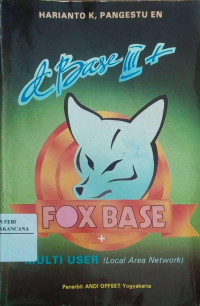 HARIANTO K, PANGESTU EN
dBase III+
FOX BASE
+
MULTI USER (Local Area Network)
Penerbit ANDI OFFSET Yogyakarta